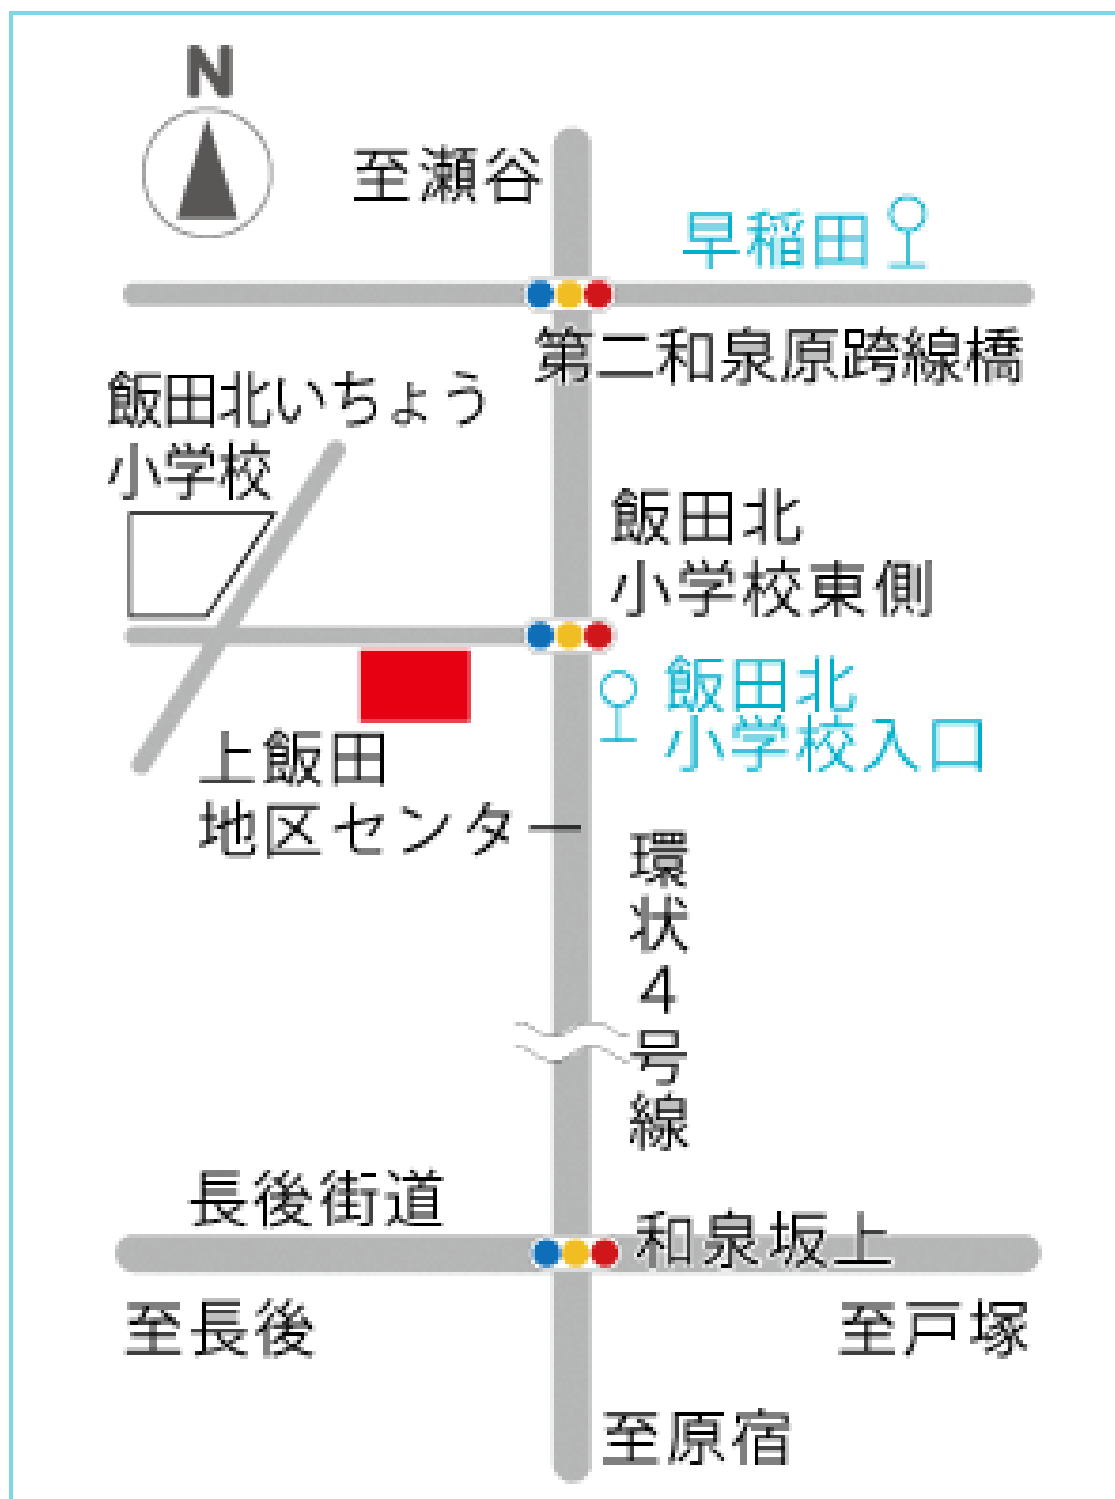 N
至瀬谷
早稲田
第二和泉原跨線橋
飯田北いちょう
小学校
飯田北
小学校東側
飯田北
小学校入口
上飯田
地区センター
環状4号線
長後街道
和泉坂上
至長後
至戸塚
至原宿